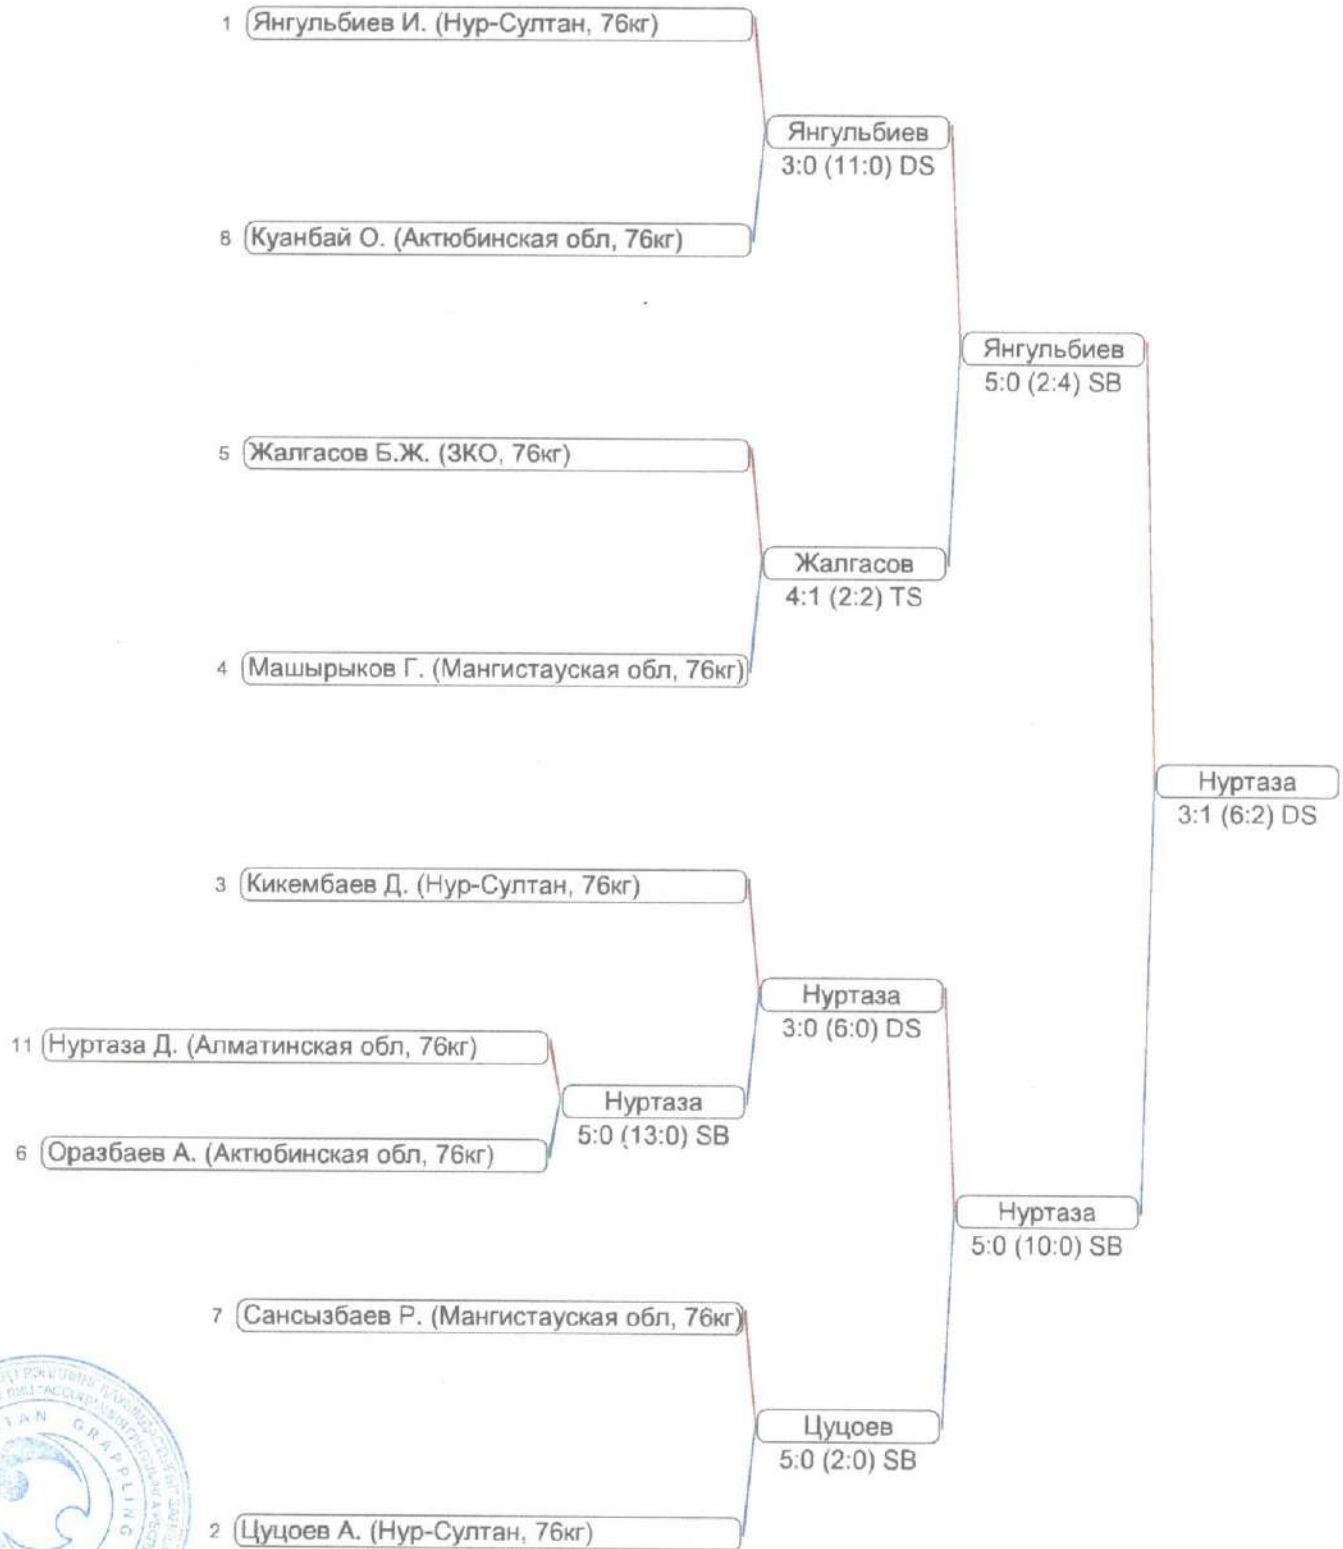 1 Янгульбиев И. (Нур-Султан, 76кг)
Янгульбиев
3:0 (11:0) DS
8 Куанбай О. (Актюбинская обл, 76кг)
Янгульбиев
5:0 (2:4) SB
5 Жалгасов Б.Ж. (ЗКО, 76кг)
Жалгасов
4:1 (2:2) TS
4 Машырыков Г. (Мангистауская обл, 76кг)
Нуртаза
3:1 (6:2) DS
3 Кикембаев Д. (Нур-Султан, 76кг)
Нуртаза
3:0 (6:0) DS
11 Нуртаза Д. (Алматинская обл, 76кг)
Нуртаза
5:0 (13:0) SB
6 Оразбаев А. (Актюбинская обл, 76кг)
Нуртаза
5:0 (10:0) SB
7 Сансызбаев Р. (Мангистауская обл, 76кг)
Цуцоев
5:0 (2:0) SB
2 Цуцоев А. (Нур-Султан, 76кг)
GRAPPLING